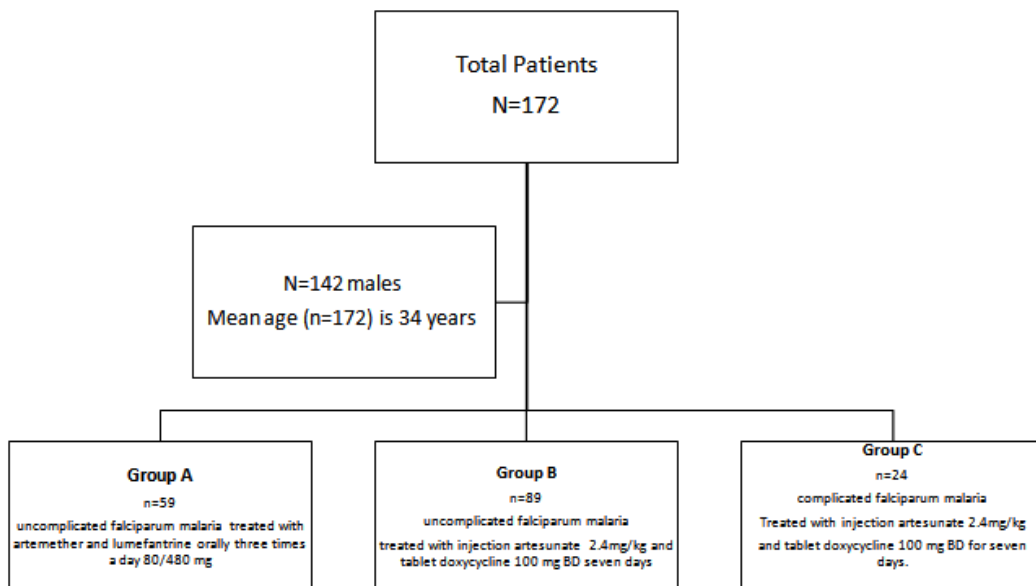 Total Patients
N=172
N=142 males
Mean age (n=172) is 34 years
Group A
n=59
uncomplicated falciparum malaria treated with
artemether and lumefantrine orally three times
a day 80/480 mg
Group B
n=89
uncomplicated falciparum malaria
treated with injection artesunate 2.4mg/kg and
tablet doxycycline 100 mg BD seven days
Group C
n=24
complicated falciparum malaria
Treated with injection artesunate 2.4mg/kg
and tablet doxycycline 100 mg BD for seven
days.